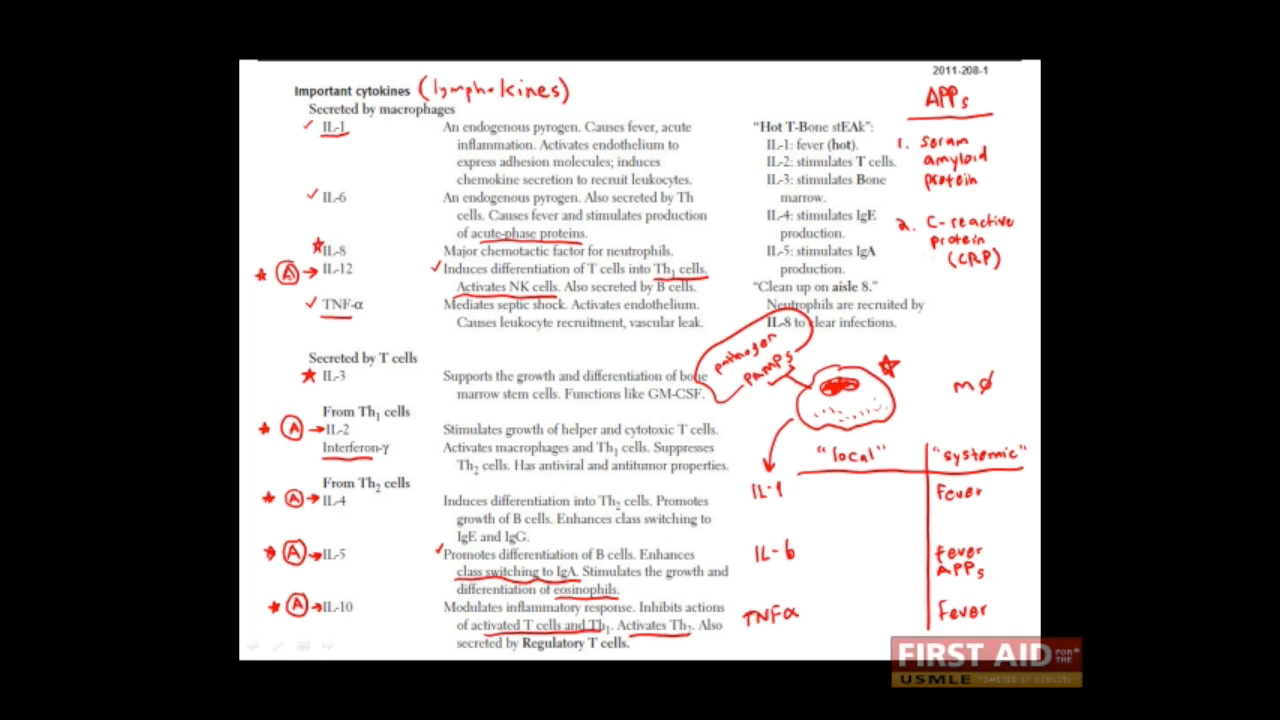 2011-208-1
Important cytokines (lymphokines)
Secreted by macrophages
IL-1
An endogenous pyrogen. Causes fever, acute
inflammation. Activates endothelium to
express adhesion molecules; induces
chemokine secretion to recruit leukocytes.
IL-6
An endogenous pyrogen. Also secreted by Th
cells. Causes fever and stimulates production
of acute-phase proteins.
IL-8
Major chemotactic factor for neutrophils.
A IL-12
Induces differentiation of T cells into Th1 cells.
Activates NK cells. Also secreted by B cells.
TNF-α
Mediates septic shock. Activates endothelium.
Causes leukocyte recruitment, vascular leak.
Secreted by T cells
IL-3
Supports the growth and differentiation of bone
marrow stem cells. Functions like GM-CSF.
From Th1 cells
A IL-2
Stimulates growth of helper and cytotoxic T cells.
Interferon-γ
Activates macrophages and Th1 cells. Suppresses
Th2 cells. Has antiviral and antitumor properties.
From Th2 cells
A IL-4
Induces differentiation into Th2 cells. Promotes
growth of B cells. Enhances class switching to
IgE and IgG.
A IL-5
Promotes differentiation of B cells. Enhances
class switching to IgA. Stimulates the growth and
differentiation of eosinophils.
A IL-10
Modulates inflammatory response. Inhibits actions
of activated T cells and Th1. Activates Th2. Also
secreted by Regulatory T cells.
"Hot T-Bone stEAk":
IL-1: fever (hot).
IL-2: stimulates T cells.
IL-3: stimulates Bone
marrow.
IL-4: stimulates IgE
production.
IL-5: stimulates IgA
production.
"Clean up on aisle 8."
Neutrophils are recruited by
IL-8 to clear infections.
APPs
1. serum
amyloid
protein
2. C-reactive
protein
(CRP)
pathogen
PAMPs
mø
"local" "systemic"
IL-1 fever
IL-6 fever
APPs
TNFα fever
FIRST AID FOR THE®
USMLE POWERED BY USMLERx